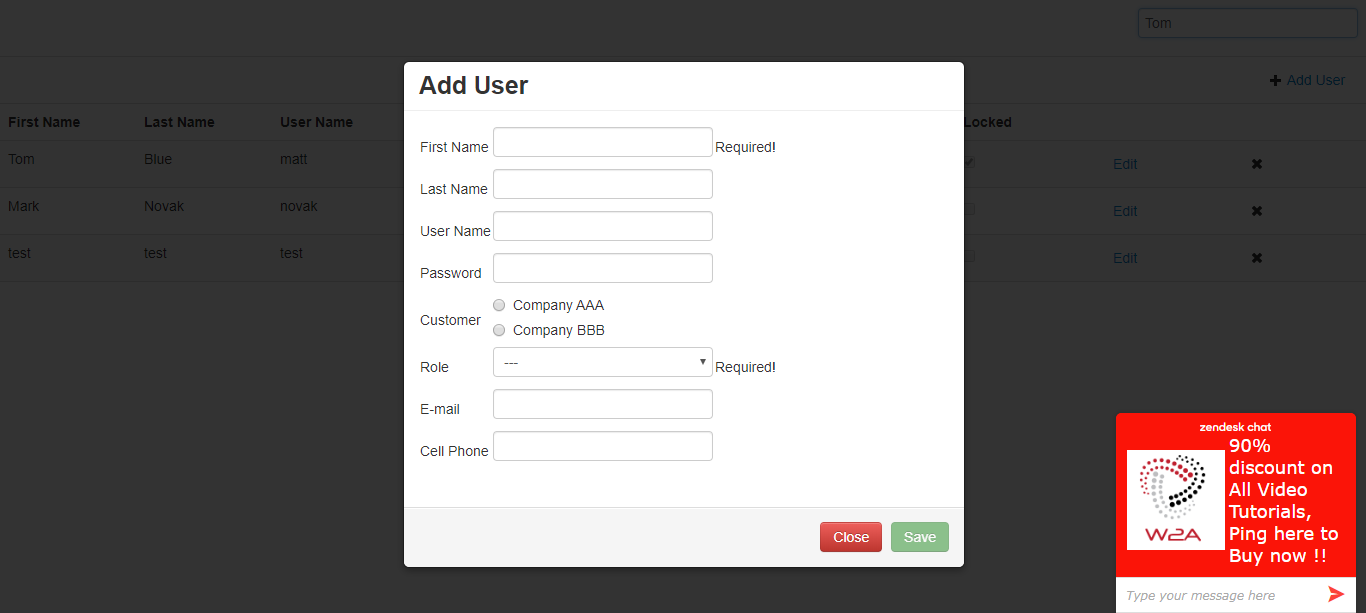 Tom
Add User
First Name Last Name User Name Locked
Tom Blue matt Edit
Mark Novak novak Edit
test test test Edit
Add User
First Name Required!
Last Name
User Name
Password
Customer
Company AAA
Company BBB
Role --- Required!
E-mail
Cell Phone
Close Save
zendesk chat
90%
discount on
All Video
Tutorials,
Ping here to
Buy now !!
W2A
Type your message here